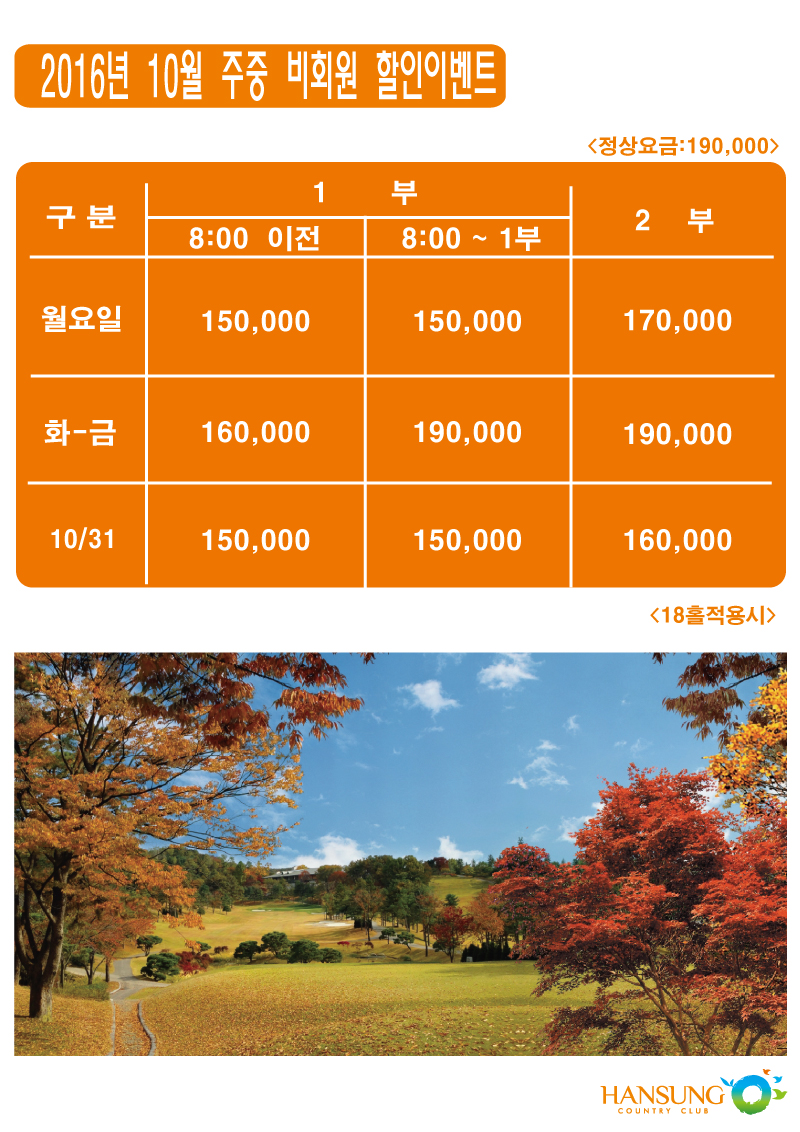 2016년 10월 주중 비회원 할인이벤트
<정상요금:190,000>
구 분 1 부 2 부
8:00 이전 8:00 ~ 1부
월요일 150,000 150,000 170,000
화-금 160,000 190,000 190,000
10/31 150,000 150,000 160,000
<18홀적용시>
HANSUNG
COUNTRY CLUB